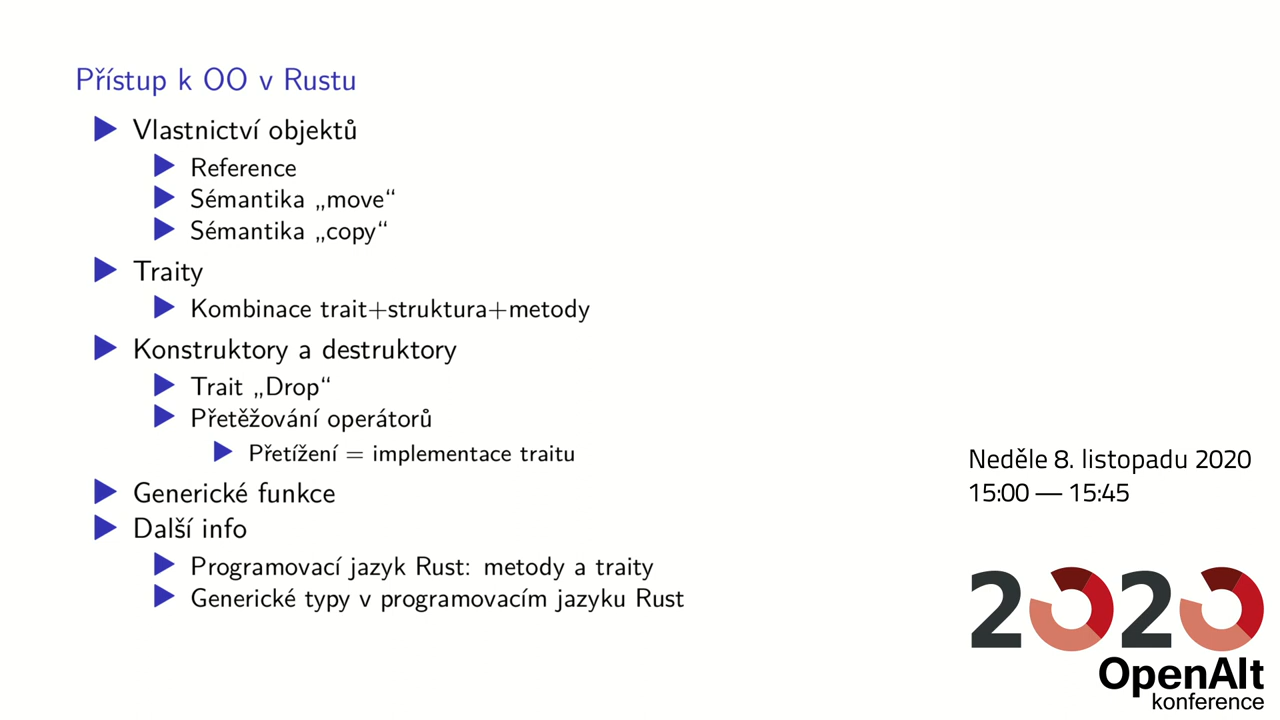 Přístup k OO v Rustu
Vlastnictví objektů
Reference
Sémantika „move“
Sémantika „copy“
Traity
Kombinace trait+struktura+metody
Konstruktory a destruktory
Trait „Drop“
Přetěžování operátorů
Přetížení = implementace traitu
Generické funkce
Další info
Programovací jazyk Rust: metody a traity
Generické typy v programovacím jazyku Rust
Neděle 8. listopadu 2020
15:00 — 15:45
2020
OpenAlt
konference